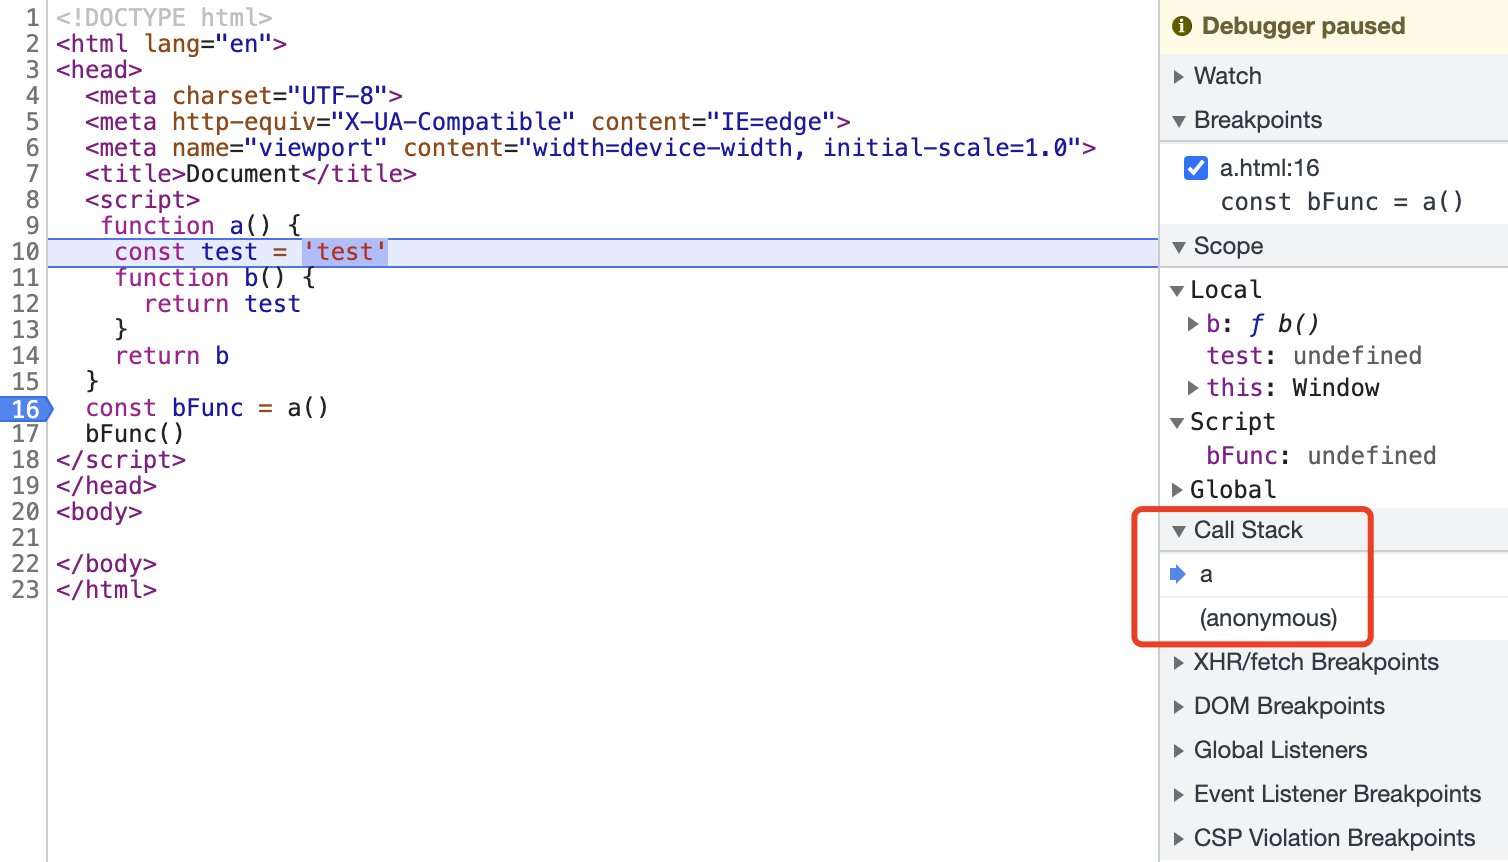 1 <!DOCTYPE html>
2 <html lang="en">
3 <head>
4 <meta charset="UTF-8">
5 <meta http-equiv="X-UA-Compatible" content="IE=edge">
6 <meta name="viewport" content="width=device-width, initial-scale=1.0">
7 <title>Document</title>
8 <script>
9 function a() {
10 const test = 'test'
11 function b() {
12 return test
13 }
14 return b
15 }
16 const bFunc = a()
17 bFunc()
18 </script>
19 </head>
20 <body>
21
22 </body>
23 </html>
Debugger paused
Watch
Breakpoints
a.html:16
const bFunc = a()
Scope
Local
b: ƒ b()
test: undefined
this: Window
Script
bFunc: undefined
Global
Call Stack
a
(anonymous)
XHR/fetch Breakpoints
DOM Breakpoints
Global Listeners
Event Listener Breakpoints
CSP Violation Breakpoints